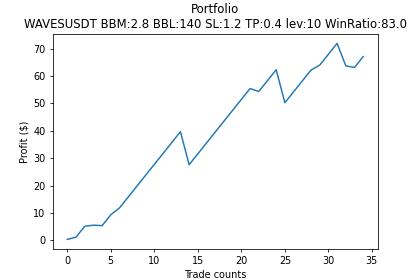 Portfolio
WAVESUSDT BBM:2.8 BBL:140 SL:1.2 TP:0.4 lev:10 WinRatio:83.0
Profit ($)
70
60
50
40
30
20
10
0
0 5 10 15 20 25 30 35
Trade counts